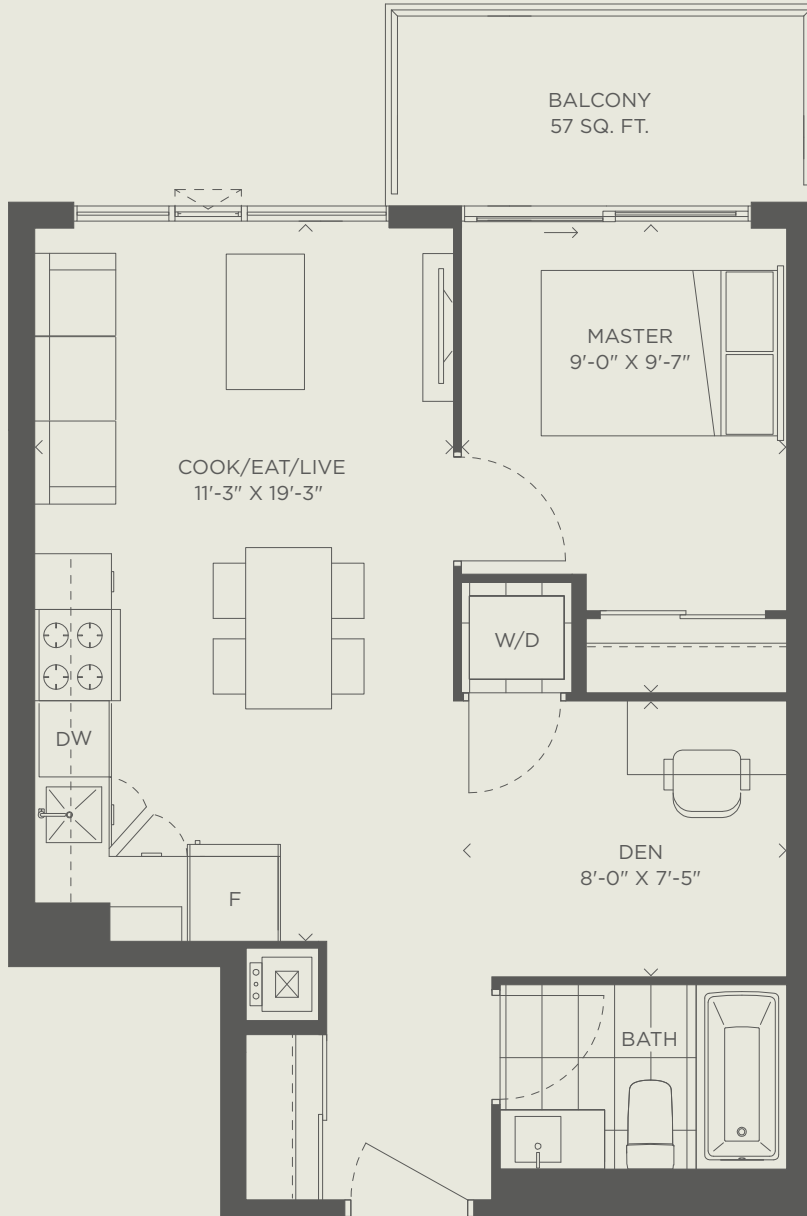 BALCONY
57 SQ. FT.
MASTER
9'-0" X 9'-7"
COOK/EAT/LIVE
11'-3" X 19'-3"
W/D
DW
DEN
8'-0" X 7'-5"
F
BATH